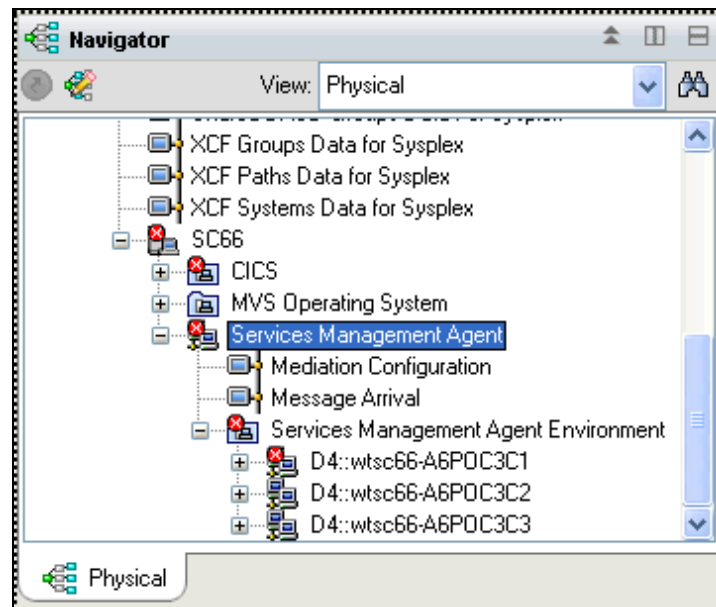 Navigator
View: Physical
XCF Groups Data for Sysplex
XCF Paths Data for Sysplex
XCF Systems Data for Sysplex
SC66
CICS
MVS Operating System
Services Management Agent
Mediation Configuration
Message Arrival
Services Management Agent Environment
D4::wtsc66-A6POC3C1
D4::wtsc66-A6POC3C2
D4::wtsc66-A6POC3C3
Physical